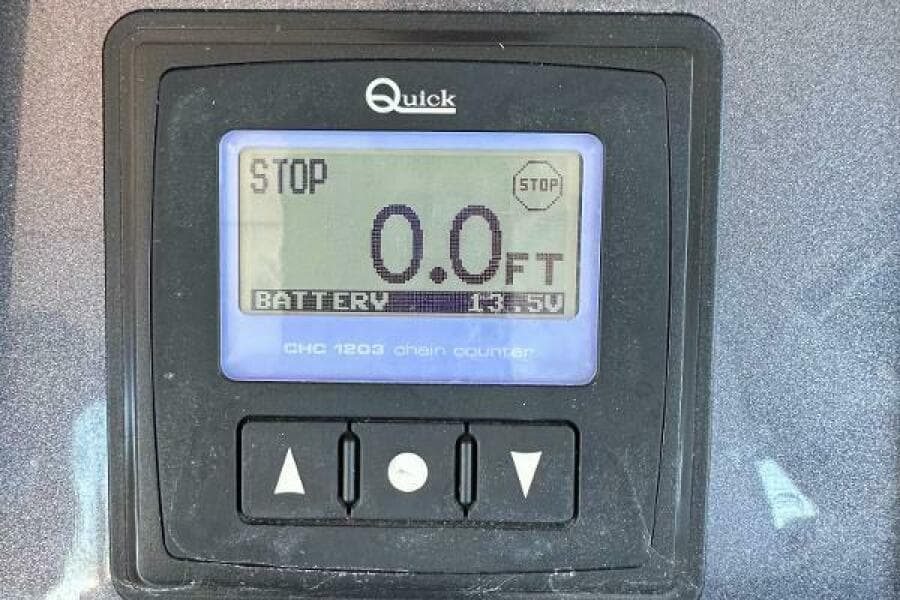 Quick
STOP
STOP
0.0FT
BATTERY 13.5V
CHC 1203 chain counter